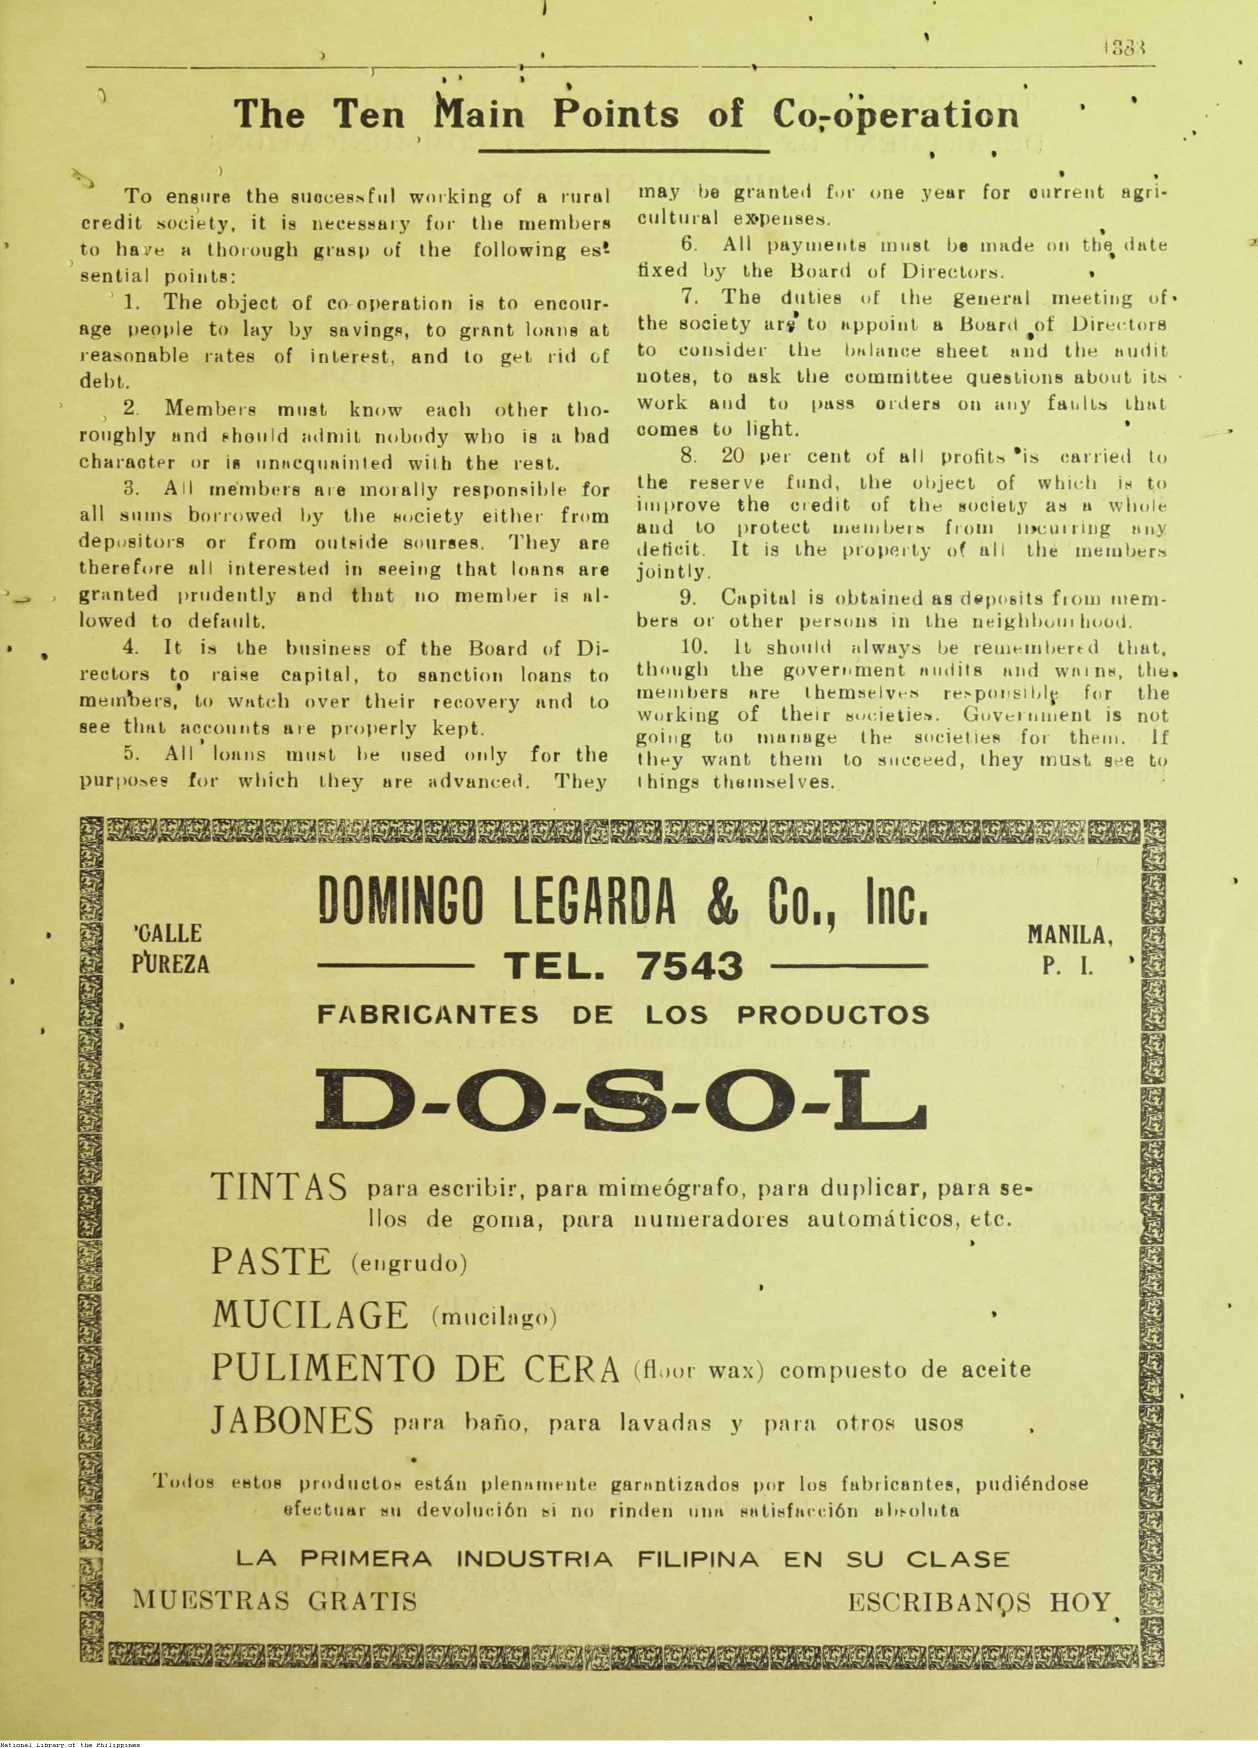 1883
The Ten Main Points of Co-operation
To ensure the successful working of a rural
credit society, it is necessary for the members
to have a thorough grasp of the following es-
sential points:
1. The object of co-operation is to encour-
age people to lay by savings, to grant loans at
reasonable rates of interest, and to get rid of
debt.
2. Members must know each other tho-
roughly and should admit nobody who is a bad
character or is unacquainted with the rest.
3. All members are morally responsible for
all sums borrowed by the society either from
depositors or from outside sourses. They are
therefore all interested in seeing that loans are
granted prudently and that no member is al-
lowed to default.
4. It is the business of the Board of Di-
rectors to raise capital, to sanction loans to
members, to watch over their recovery and to
see that accounts are properly kept.
5. All loans must be used only for the
purposes for which they are advanced. They
may be granted for one year for current agri-
cultural expenses.
6. All payments must be made on the date
fixed by the Board of Directors.
7. The duties of the general meeting of
the society are to appoint a Board of Directors
to consider the balance sheet and the audit
notes, to ask the committee questions about its
work and to pass orders on any faults that
comes to light.
8. 20 per cent of all profits is carried to
the reserve fund, the object of which is to
improve the credit of the society as a whole
and to protect members from incurring any
deficit. It is the property of all the members
jointly.
9. Capital is obtained as deposits from mem-
bers or other persons in the neighbourhood.
10. It should always be remembered that,
though the government audits and warns, the
members are themselves responsible for the
working of their societies. Government is not
going to manage the societies for them. If
they want them to succeed, they must see to
things themselves.
DOMINGO LEGARDA & Co., Inc.
CALLE
PUREZA
MANILA,
P. I.
TEL. 7543
FABRICANTES DE LOS PRODUCTOS
D-O-S-O-L
TINTAS para escribir, para mimeógrafo, para duplicar, para se-
llos de goma, para numeradores automáticos, etc.
PASTE (engrudo)
MUCILAGE (mucilago)
PULIMENTO DE CERA (floor wax) compuesto de aceite
JABONES para baño, para lavadas y para otros usos
Todos estos productos están plenamente garantizados por los fabricantes, pudiéndose
efectuar su devolución si no rinden una satisfacción absoluta
LA PRIMERA INDUSTRIA FILIPINA EN SU CLASE
MUESTRAS GRATIS ESCRIBANOS HOY
National Library of the Philippines